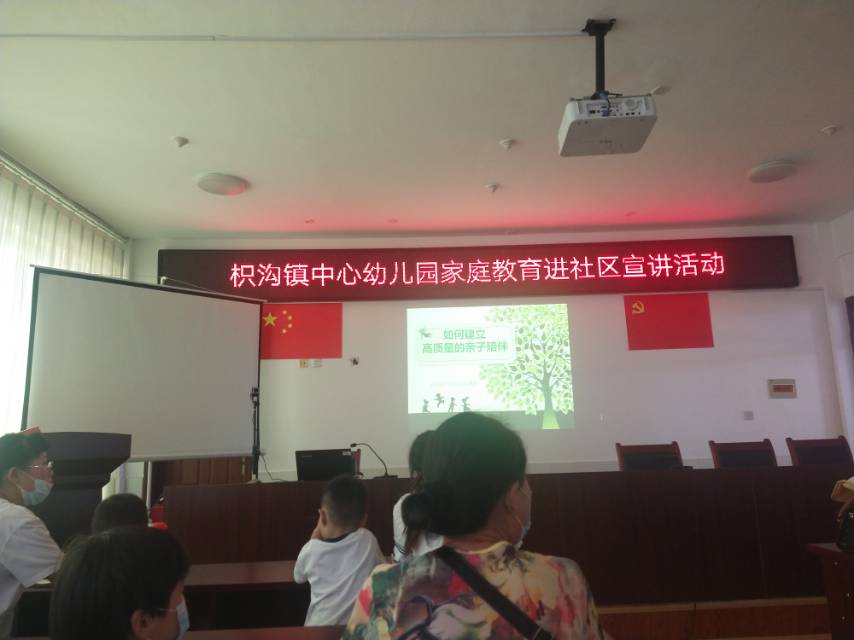 枳沟镇中心幼儿园家庭教育进社区宣讲活动
如何建立
高质量的亲子陪伴